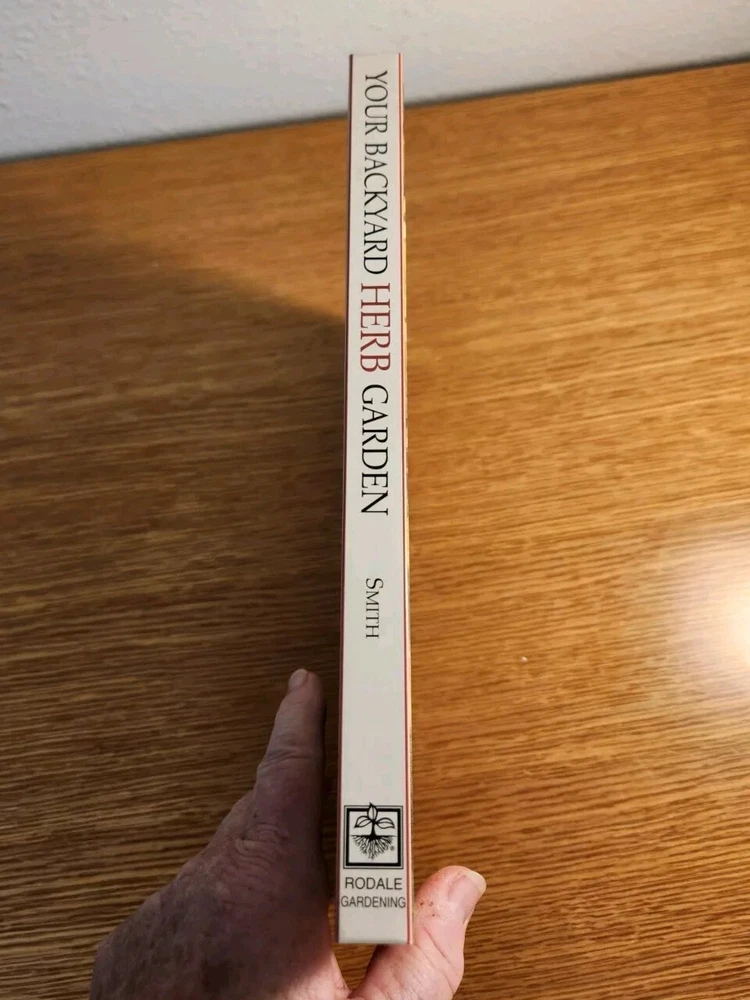 YOUR BACKYARD HERB GARDEN
SMITH
RODALE
GARDENING